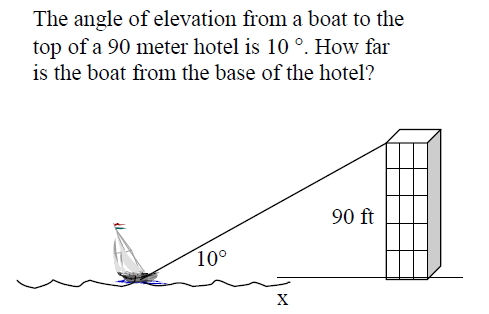 The angle of elevation from a boat to the
top of a 90 meter hotel is 10 °. How far
is the boat from the base of the hotel?
90 ft
10°
X